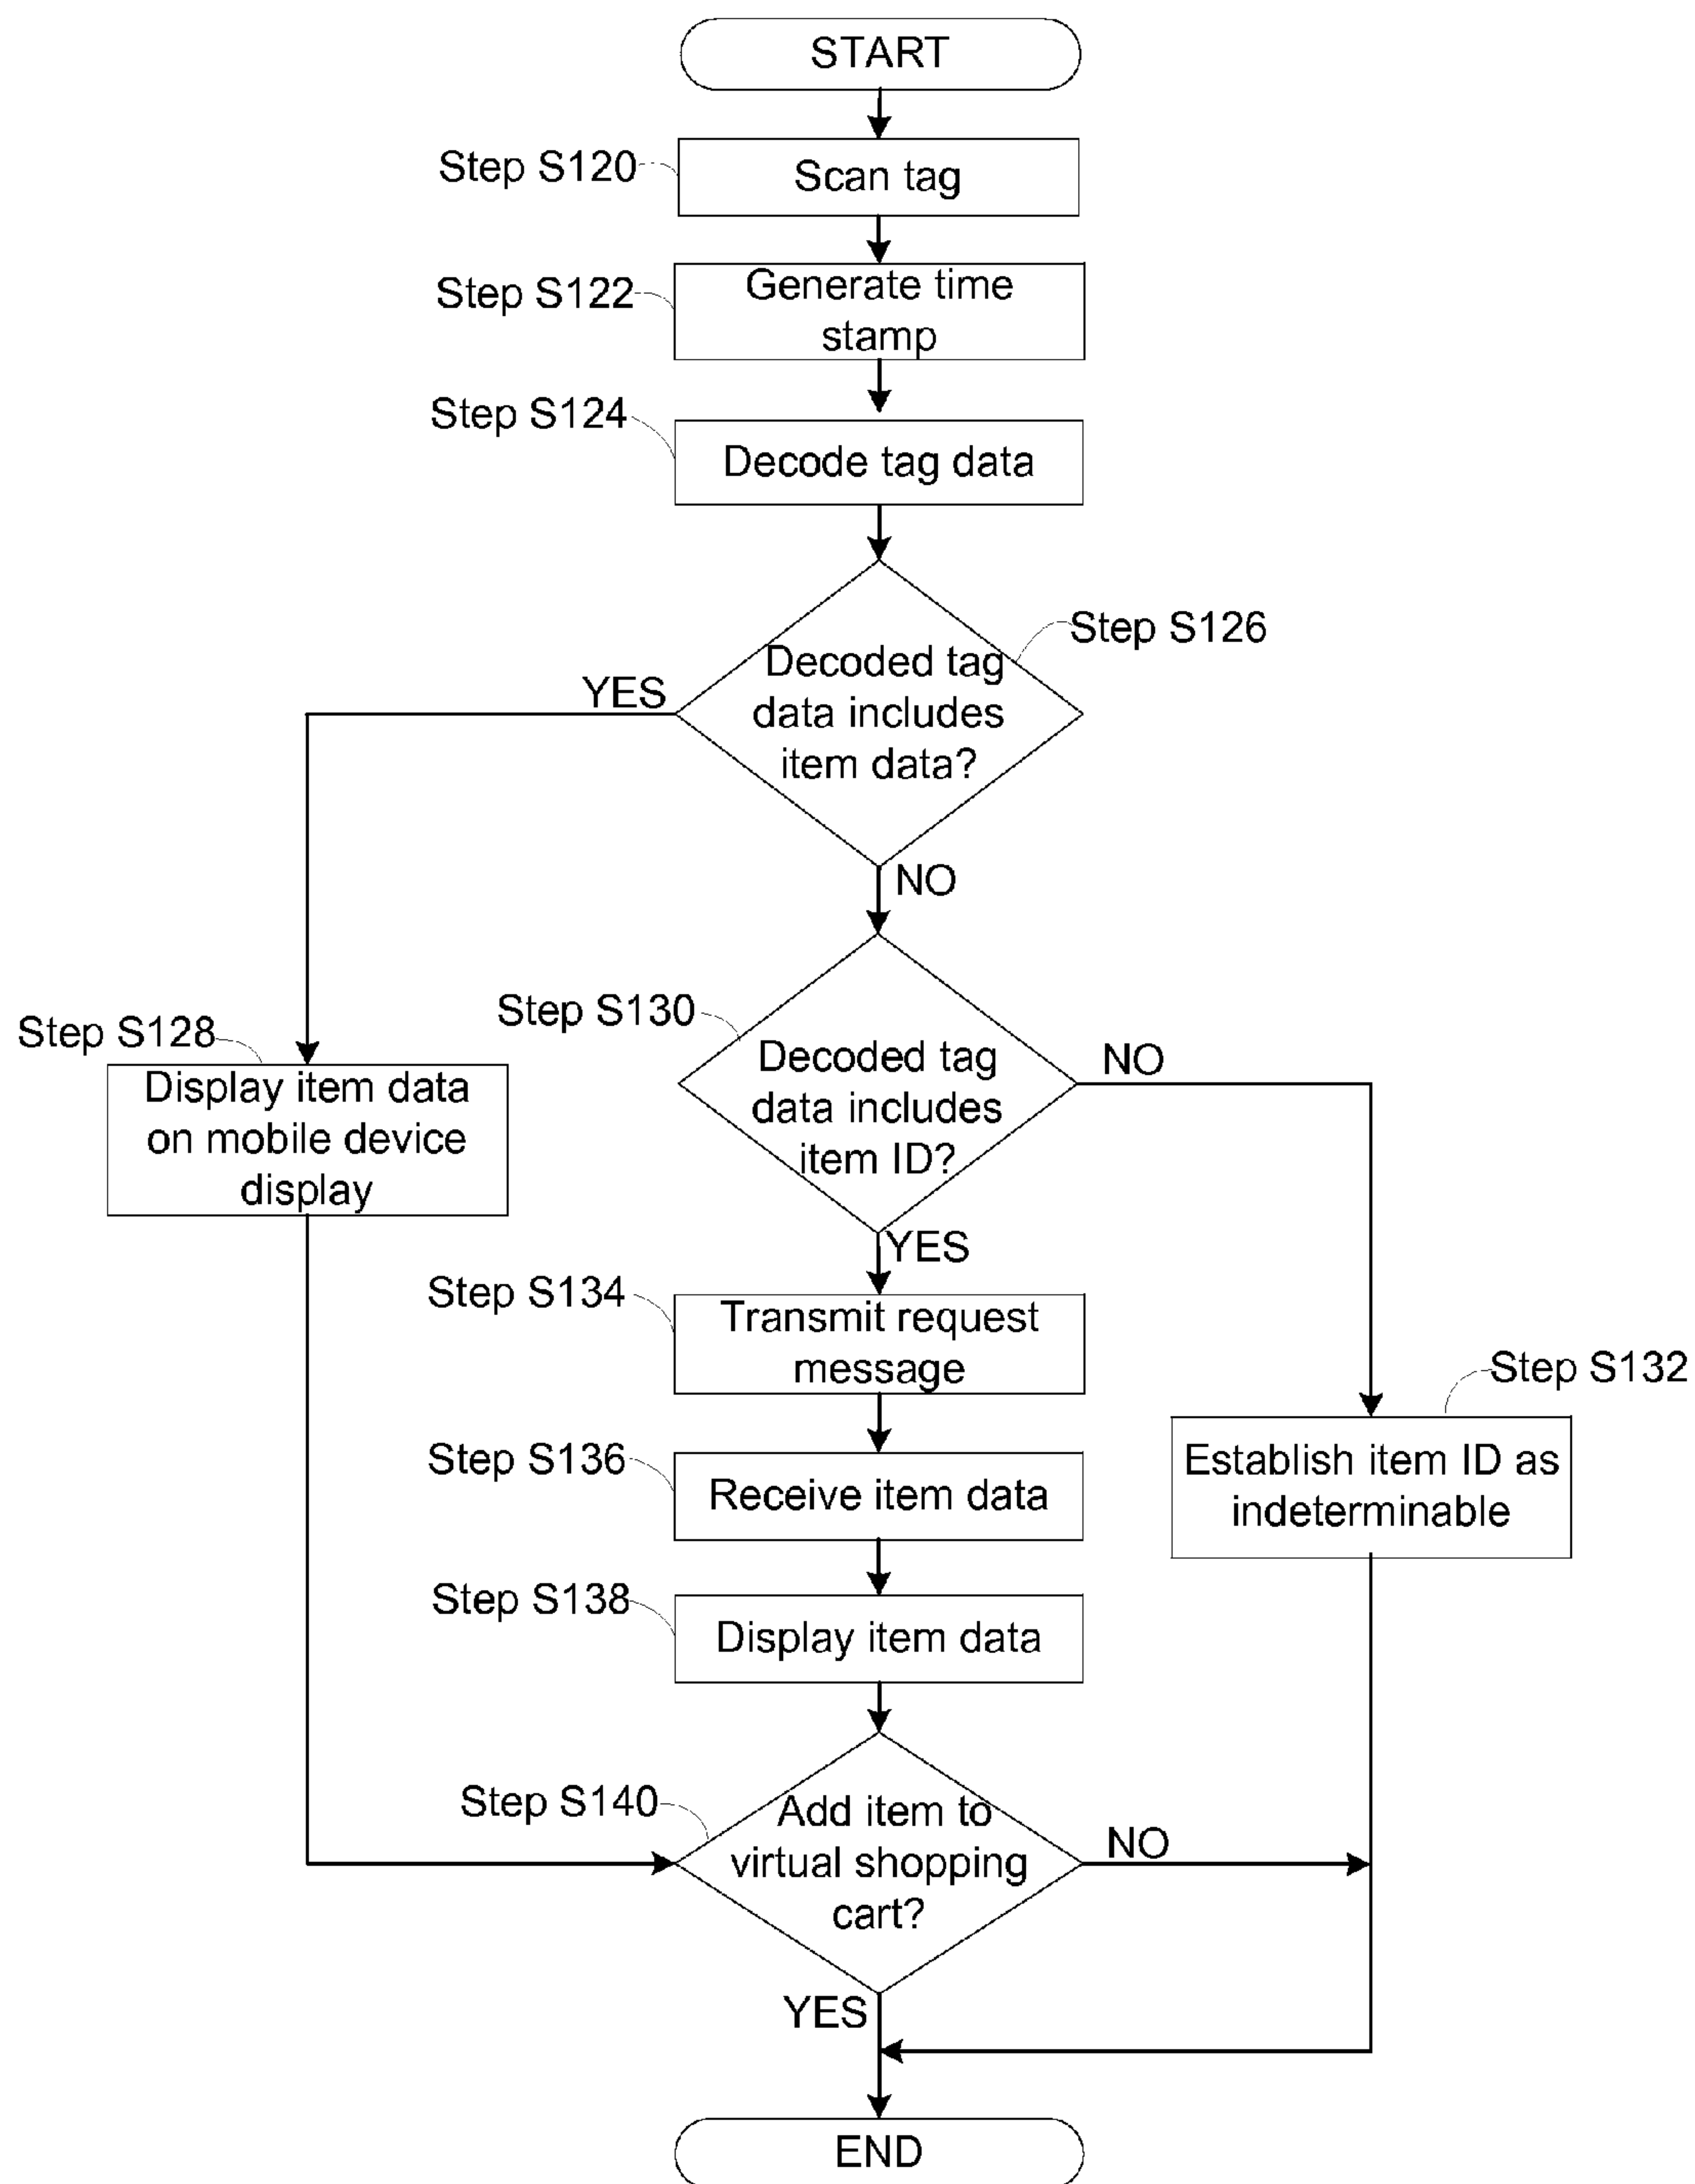 START
Step S120
Scan tag
Step S122
Generate time
stamp
Step S124
Decode tag data
Step S126
Decoded tag
data includes
item data?
YES
NO
Step S128
Display item data
on mobile device
display
Step S130
Decoded tag
data includes
item ID?
NO
YES
Step S134
Transmit request
message
Step S132
Establish item ID as
indeterminable
Step S136
Receive item data
Step S138
Display item data
Step S140
Add item to
virtual shopping
cart?
NO
YES
END